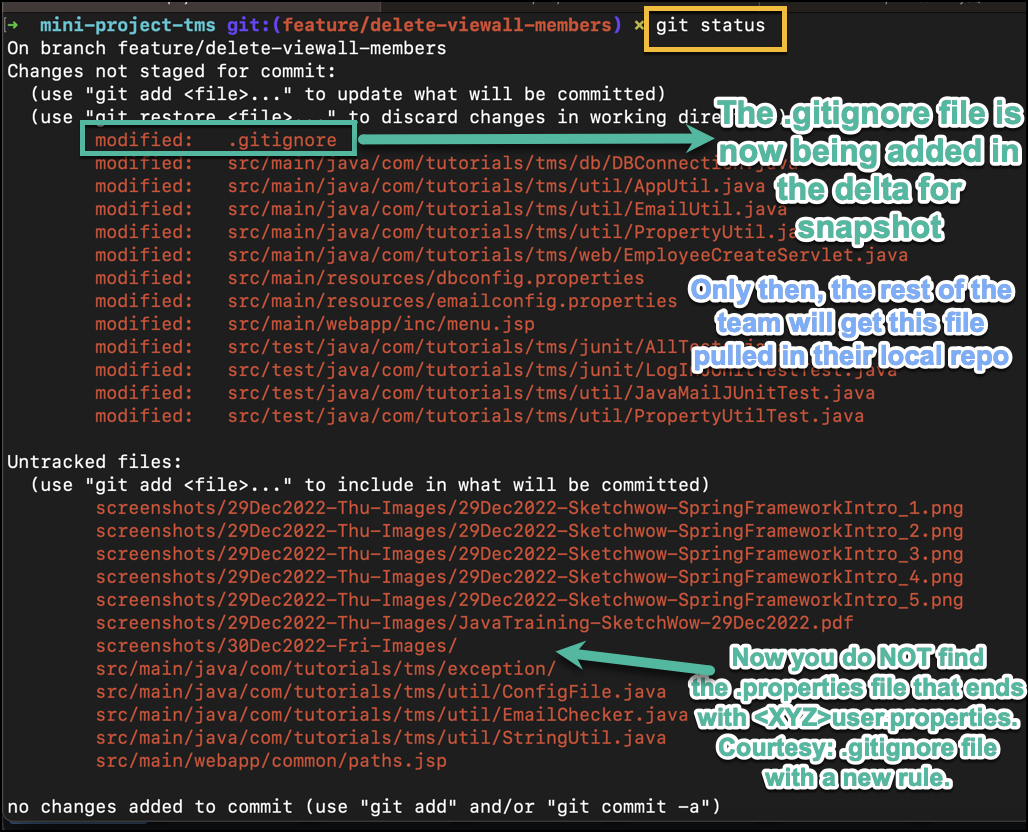 → mini-project-tms git:(feature/delete-viewall-members) × git status
On branch feature/delete-viewall-members
Changes not staged for commit:
(use "git add <file>..." to update what will be committed)
(use "git restore <file>..." to discard changes in working dire
modified: .gitignore
The .gitignore file is
now being added in
the delta for
snapshot
modified: src/main/java/com/tutorials/tms/db/DBConnection.java
modified: src/main/java/com/tutorials/tms/util/AppUtil.java
modified: src/main/java/com/tutorials/tms/util/EmailUtil.java
modified: src/main/java/com/tutorials/tms/util/PropertyUtil.ja
modified: src/main/java/com/tutorials/tms/web/EmployeeCreateServlet.java
modified: src/main/resources/dbconfig.properties
modified: src/main/resources/emailconfig.properties
Only then, the rest of the
team will get this file
pulled in their local repo
modified: src/main/webapp/inc/menu.jsp
modified: src/test/java/com/tutorials/tms/junit/AllTe
modified: src/test/java/com/tutorials/tms/junit/LogInJUnitTestTest.java
modified: src/test/java/com/tutorials/tms/util/JavaMailJUnitTest.java
modified: src/test/java/com/tutorials/tms/util/PropertyUtilTest.java
Untracked files:
(use "git add <file>..." to include in what will be committed)
screenshots/29Dec2022-Thu-Images/29Dec2022-Sketchwow-SpringFrameworkIntro_1.png
screenshots/29Dec2022-Thu-Images/29Dec2022-Sketchwow-SpringFrameworkIntro_2.png
screenshots/29Dec2022-Thu-Images/29Dec2022-Sketchwow-SpringFrameworkIntro_3.png
screenshots/29Dec2022-Thu-Images/29Dec2022-Sketchwow-SpringFrameworkIntro_4.png
screenshots/29Dec2022-Thu-Images/29Dec2022-Sketchwow-SpringFrameworkIntro_5.png
screenshots/29Dec2022-Thu-Images/JavaTraining-SketchWow-29Dec2022.pdf
screenshots/30Dec2022-Fri-Images/
src/main/java/com/tutorials/tms/exception/
src/main/java/com/tutorials/tms/util/ConfigFile.java
src/main/java/com/tutorials/tms/util/EmailChecker.java
src/main/java/com/tutorials/tms/util/StringUtil.java
src/main/webapp/common/paths.jsp
Now you do NOT find
the .properties file that ends
with <XYZ>user.properties.
Courtesy: .gitignore file
with a new rule.
no changes added to commit (use "git add" and/or "git commit -a")